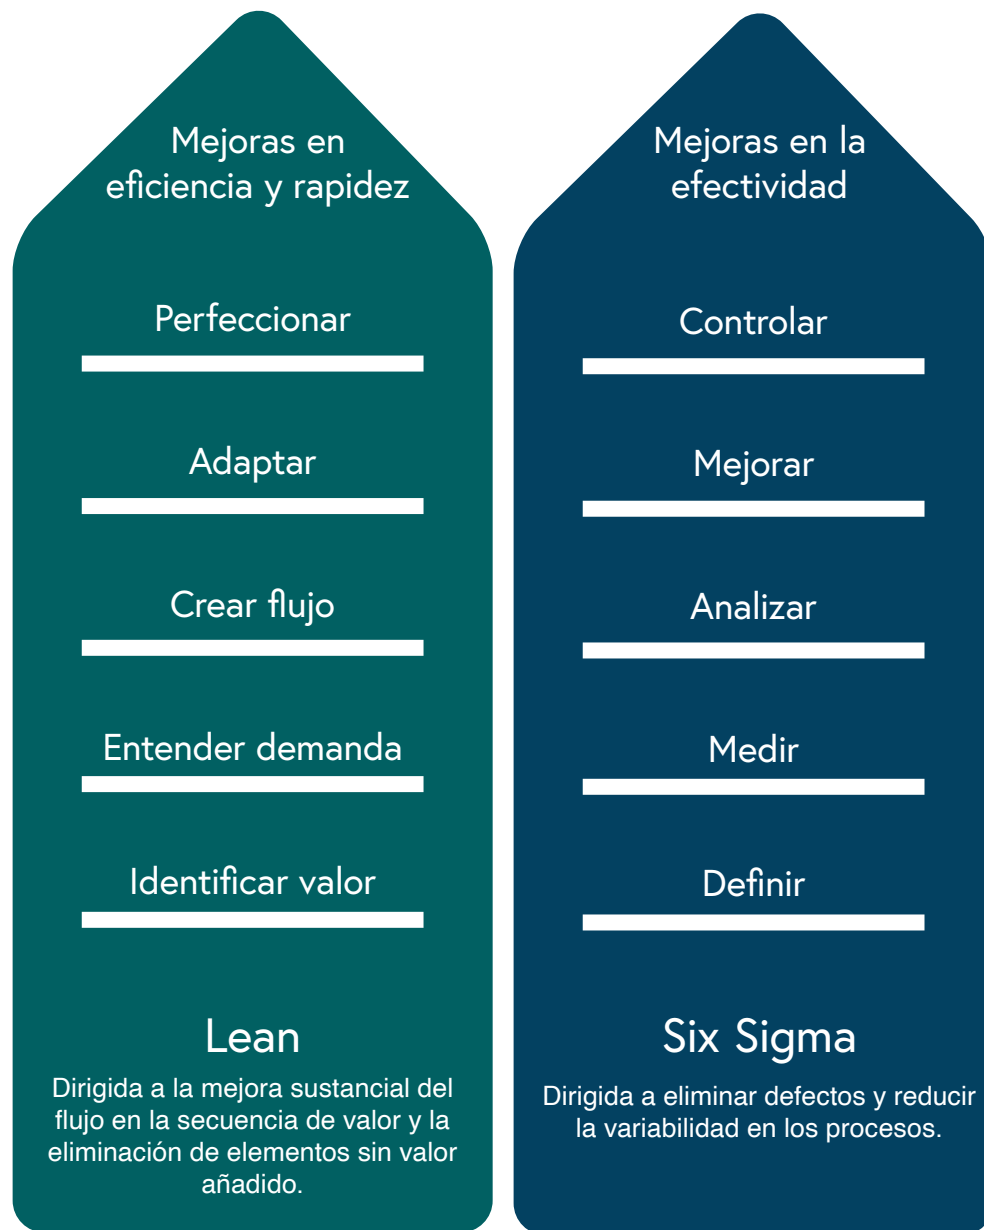 Mejoras en
eficiencia y rapidez
Perfeccionar
Adaptar
Crear flujo
Entender demanda
Identificar valor
Lean
Dirigida a la mejora sustancial del
flujo en la secuencia de valor y la
eliminación de elementos sin valor
añadido.
Mejoras en la
efectividad
Controlar
Mejorar
Analizar
Medir
Definir
Six Sigma
Dirigida a eliminar defectos y reducir
la variabilidad en los procesos.